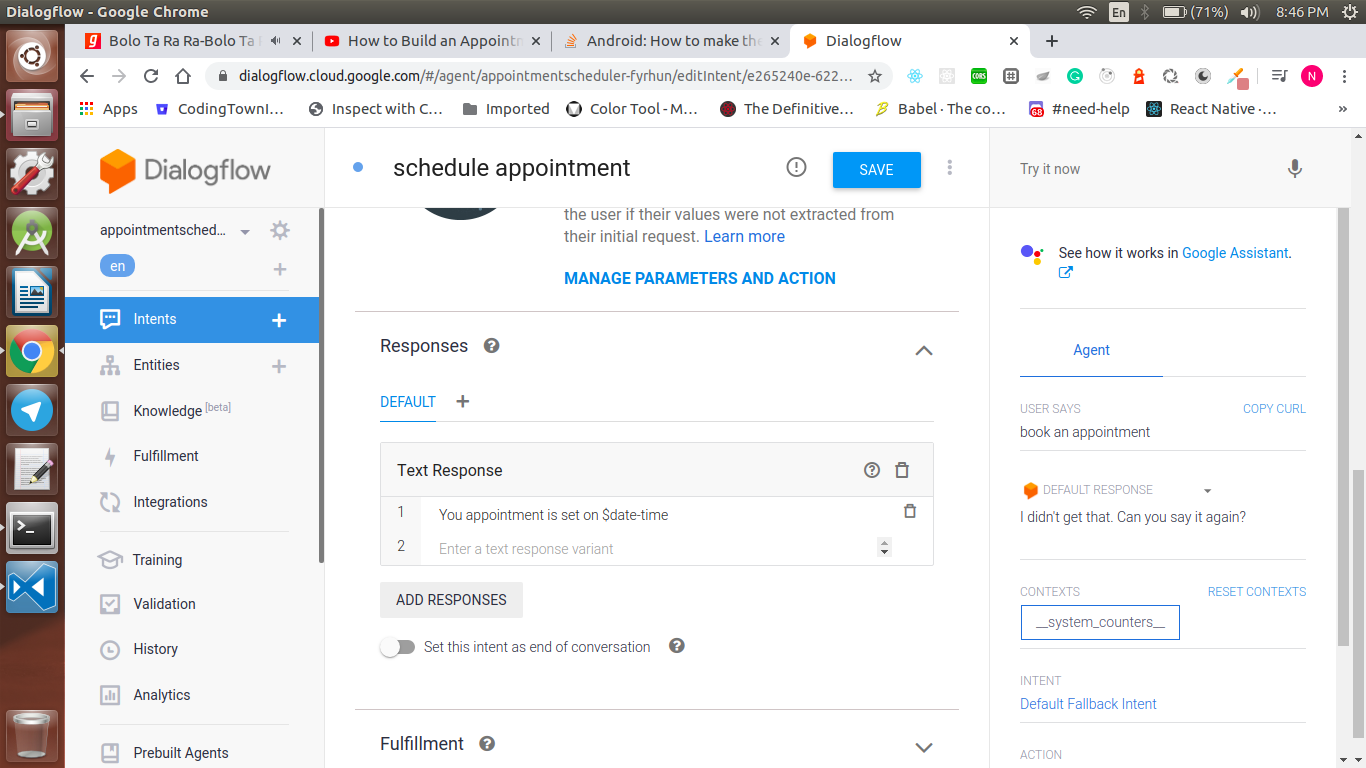 Dialogflow - Google Chrome
En
(71%)
8:46 PM
Bolo Ta Ra Ra-Bolo Ta
How to Build an Appointm
Android: How to make the
Dialogflow
dialogflow.cloud.google.com/#/agent/appointmentscheduler-fyrhun/editIntent/e265240e-622...
CORS
N
Apps
CodingTownI...
Inspect with C...
Imported
Color Tool - M...
The Definitive...
Babel · The co...
68
#need-help
React Native ·...
»
Dialogflow
schedule appointment
SAVE
Try it now
appointmentsched...
en
Intents
Entities
Knowledge [beta]
Fulfillment
Integrations
Training
Validation
History
Analytics
Prebuilt Agents
the user if their values were not extracted from
their initial request. Learn more
MANAGE PARAMETERS AND ACTION
Responses
DEFAULT
Text Response
1 You appointment is set on $date-time
2 Enter a text response variant
ADD RESPONSES
Set this intent as end of conversation
Fulfillment
See how it works in Google Assistant.
Agent
USER SAYS COPY CURL
book an appointment
DEFAULT RESPONSE
I didn't get that. Can you say it again?
CONTEXTS RESET CONTEXTS
__system_counters__
INTENT
Default Fallback Intent
ACTION